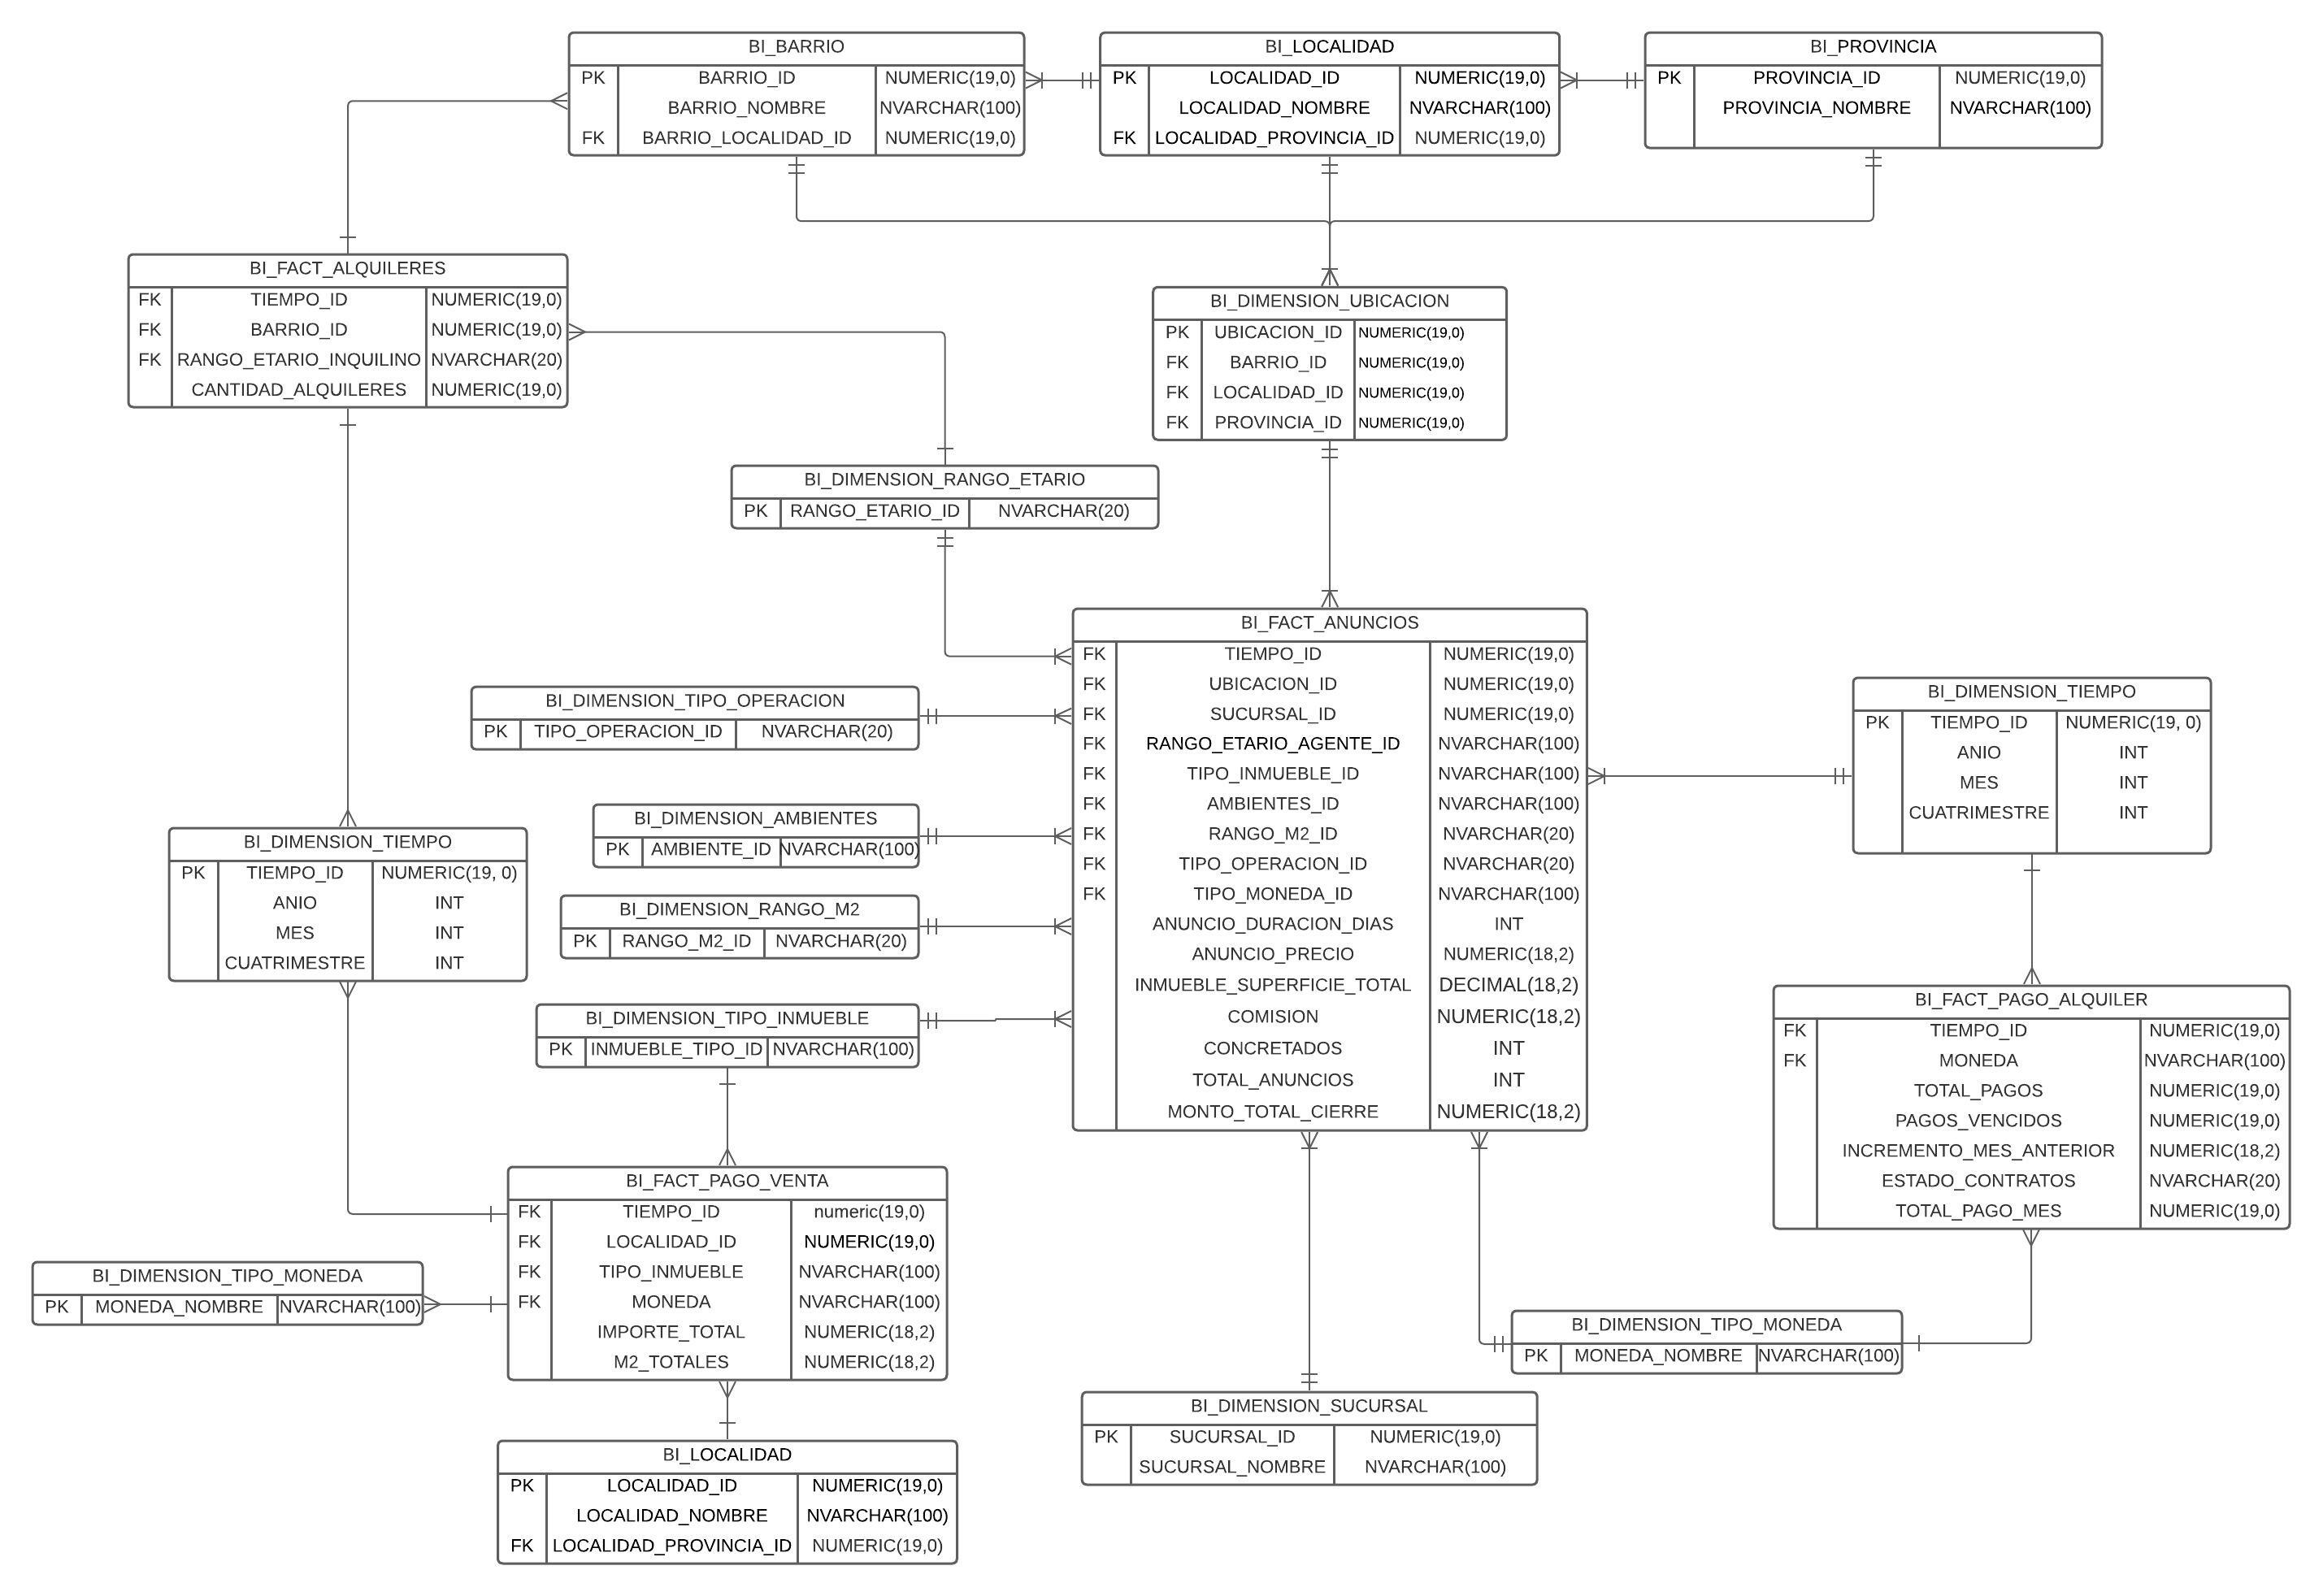 BI_BARRIO
PK BARRIO_ID NUMERIC(19,0)
BARRIO_NOMBRE NVARCHAR(100)
FK BARRIO_LOCALIDAD_ID NUMERIC(19,0)
BI_LOCALIDAD
PK LOCALIDAD_ID NUMERIC(19,0)
LOCALIDAD_NOMBRE NVARCHAR(100)
FK LOCALIDAD_PROVINCIA_ID NUMERIC(19,0)
BI_PROVINCIA
PK PROVINCIA_ID NUMERIC(19,0)
PROVINCIA_NOMBRE NVARCHAR(100)
BI_FACT_ALQUILERES
FK TIEMPO_ID NUMERIC(19,0)
FK BARRIO_ID NUMERIC(19,0)
FK RANGO_ETARIO_INQUILINO NVARCHAR(20)
CANTIDAD_ALQUILERES NUMERIC(19,0)
BI_DIMENSION_UBICACION
PK UBICACION_ID NUMERIC(19,0)
FK BARRIO_ID NUMERIC(19,0)
FK LOCALIDAD_ID NUMERIC(19,0)
FK PROVINCIA_ID NUMERIC(19,0)
BI_DIMENSION_RANGO_ETARIO
PK RANGO_ETARIO_ID NVARCHAR(20)
BI_FACT_ANUNCIOS
FK TIEMPO_ID NUMERIC(19,0)
FK UBICACION_ID NUMERIC(19,0)
FK SUCURSAL_ID NUMERIC(19,0)
FK RANGO_ETARIO_AGENTE_ID NVARCHAR(100)
FK TIPO_INMUEBLE_ID NVARCHAR(100)
FK AMBIENTES_ID NVARCHAR(100)
FK RANGO_M2_ID NVARCHAR(20)
FK TIPO_OPERACION_ID NVARCHAR(20)
FK TIPO_MONEDA_ID NVARCHAR(100)
ANUNCIO_DURACION_DIAS INT
ANUNCIO_PRECIO NUMERIC(18,2)
INMUEBLE_SUPERFICIE_TOTAL DECIMAL(18,2)
COMISION NUMERIC(18,2)
CONCRETADOS INT
TOTAL_ANUNCIOS INT
MONTO_TOTAL_CIERRE NUMERIC(18,2)
BI_DIMENSION_TIPO_OPERACION
PK TIPO_OPERACION_ID NVARCHAR(20)
BI_DIMENSION_AMBIENTES
PK AMBIENTE_ID NVARCHAR(100)
BI_DIMENSION_RANGO_M2
PK RANGO_M2_ID NVARCHAR(20)
BI_DIMENSION_TIPO_INMUEBLE
PK INMUEBLE_TIPO_ID NVARCHAR(100)
BI_DIMENSION_TIEMPO
PK TIEMPO_ID NUMERIC(19, 0)
ANIO INT
MES INT
CUATRIMESTRE INT
BI_DIMENSION_TIEMPO
PK TIEMPO_ID NUMERIC(19, 0)
ANIO INT
MES INT
CUATRIMESTRE INT
BI_FACT_PAGO_ALQUILER
FK TIEMPO_ID NUMERIC(19,0)
FK MONEDA NVARCHAR(100)
TOTAL_PAGOS NUMERIC(19,0)
PAGOS_VENCIDOS NUMERIC(19,0)
INCREMENTO_MES_ANTERIOR NUMERIC(18,2)
ESTADO_CONTRATOS NVARCHAR(20)
TOTAL_PAGO_MES NUMERIC(19,0)
BI_FACT_PAGO_VENTA
FK TIEMPO_ID numeric(19,0)
FK LOCALIDAD_ID NUMERIC(19,0)
FK TIPO_INMUEBLE NVARCHAR(100)
FK MONEDA NVARCHAR(100)
IMPORTE_TOTAL NUMERIC(18,2)
M2_TOTALES NUMERIC(18,2)
BI_DIMENSION_TIPO_MONEDA
PK MONEDA_NOMBRE NVARCHAR(100)
BI_DIMENSION_TIPO_MONEDA
PK MONEDA_NOMBRE NVARCHAR(100)
BI_DIMENSION_SUCURSAL
PK SUCURSAL_ID NUMERIC(19,0)
SUCURSAL_NOMBRE NVARCHAR(100)
BI_LOCALIDAD
PK LOCALIDAD_ID NUMERIC(19,0)
LOCALIDAD_NOMBRE NVARCHAR(100)
FK LOCALIDAD_PROVINCIA_ID NUMERIC(19,0)